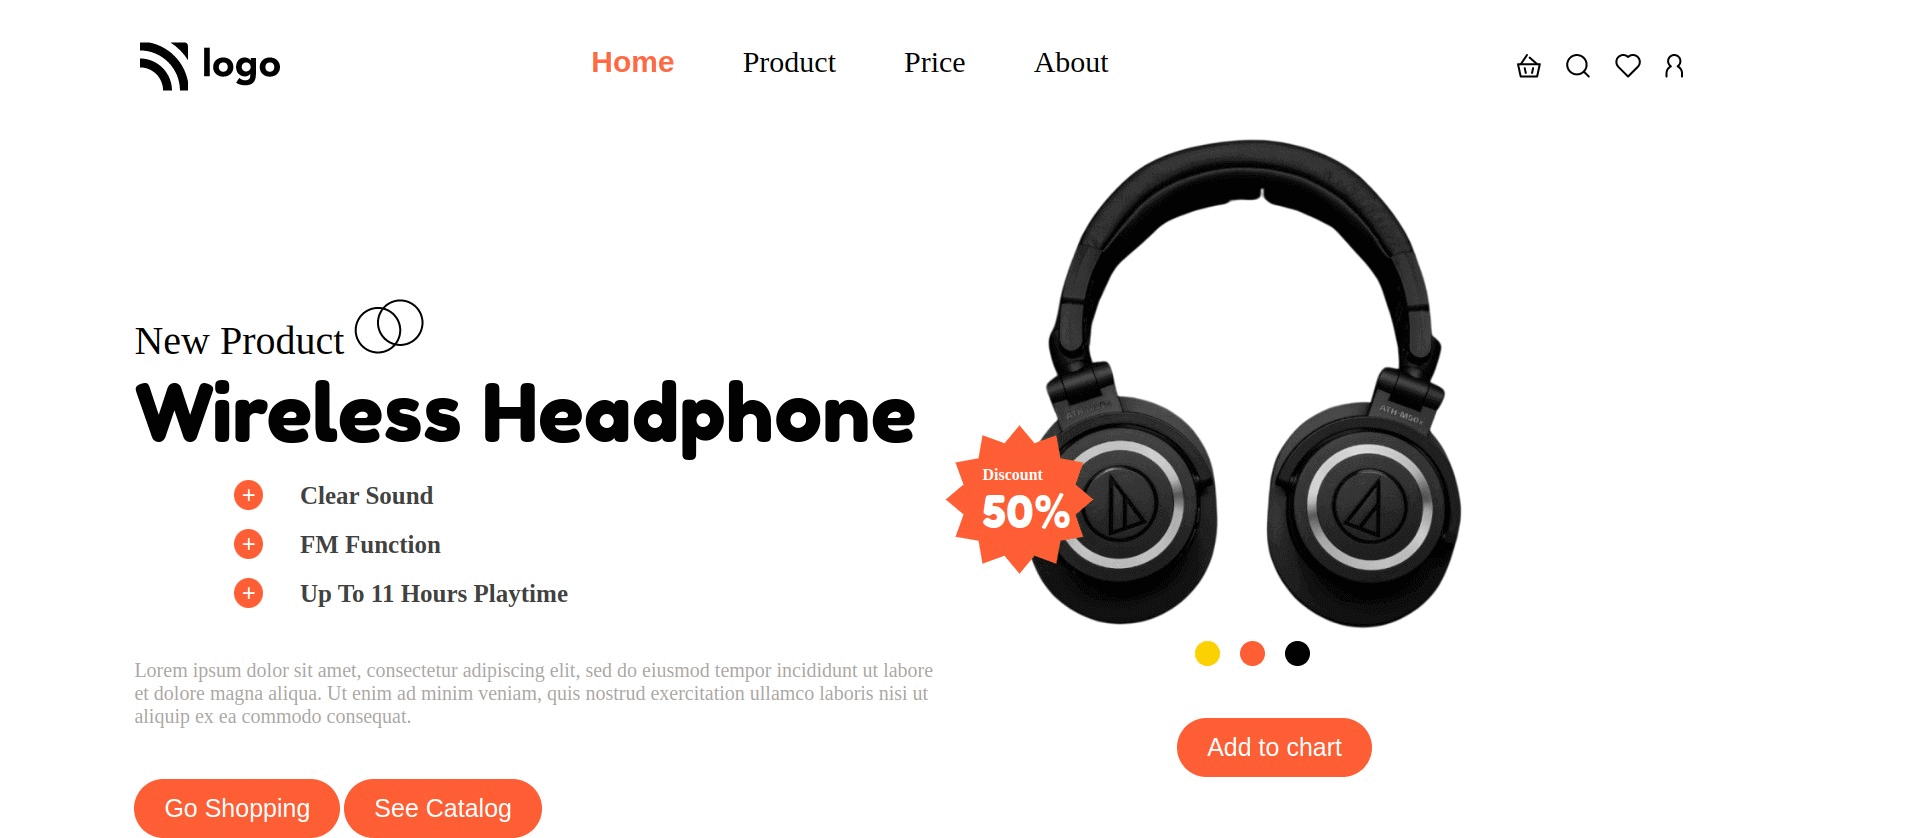 logo
Home Product Price About
New Product
Wireless Headphone
+ Clear Sound
+ FM Function
+ Up To 11 Hours Playtime
Lorem ipsum dolor sit amet, consectetur adipiscing elit, sed do eiusmod tempor incididunt ut labore
et dolore magna aliqua. Ut enim ad minim veniam, quis nostrud exercitation ullamco laboris nisi ut
aliquip ex ea commodo consequat.
Go Shopping See Catalog
ATH-M50x
Discount
50%
Add to chart